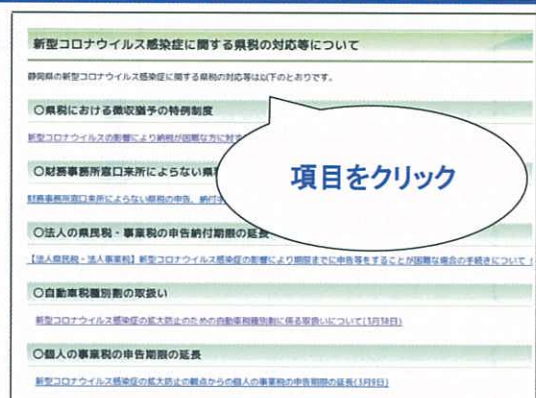 新型コロナウイルス感染症に関する県税の対応等について
静岡県の新型コロナウイルス感染症に関する県税の対応等は以下のとおりです。
○県税における徴収猶予の特例制度
新型コロナウイルスの影響により納税が困難な方に対す
○財務事務所窓口来所によらない県税
項目をクリック
財務事務所窓口来所によらない県税の申告、納付
○法人の県民税・事業税の申告納付期限の延長
【法人県民税・法人事業税】新型コロナウイルス感染症の影響により期限までに申告等をすることが困難な場合の手続きについて
○自動車税種別割の取扱い
新型コロナウイルス感染症の拡大防止のための自動車税種別割に係る取扱いについて
○個人の事業税の申告期限の延長
新型コロナウイルス感染症の拡大防止の観点からの個人の事業税の申告期限の延長(3月9日)